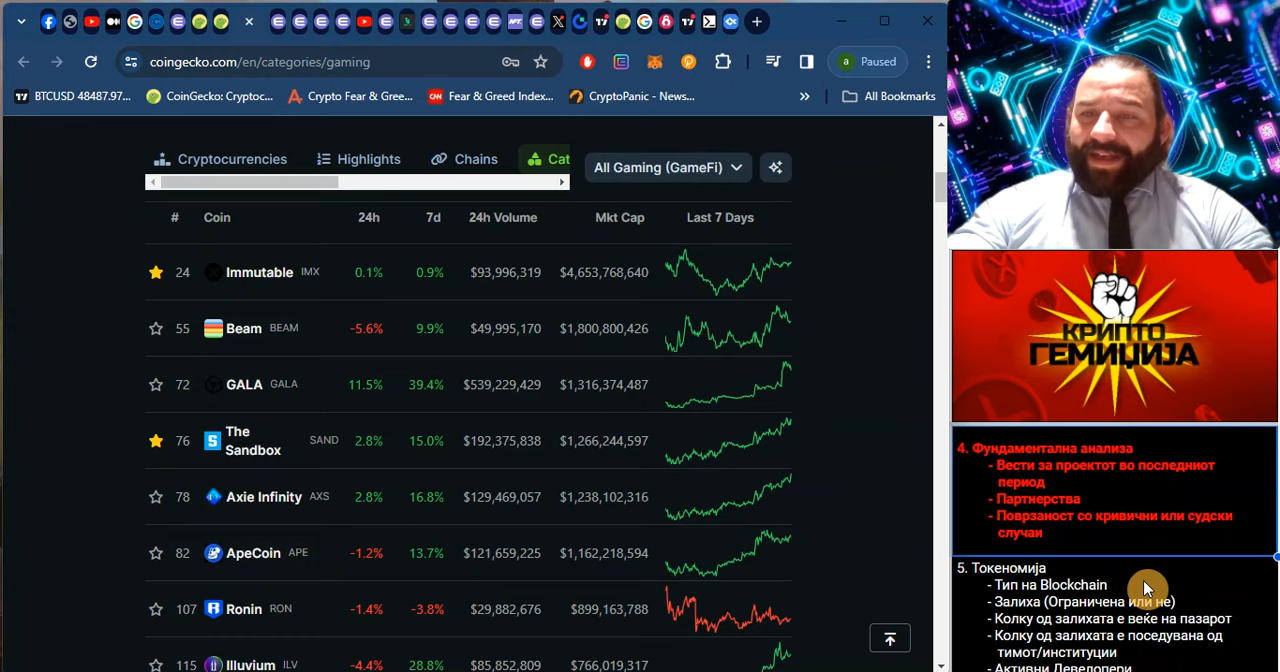 coingecko.com/en/categories/gaming
a Paused
BTCUSD 48487.97...
CoinGecko: Cryptoc...
Crypto Fear & Gree...
CNN Fear & Greed Index...
CryptoPanic - News...
»
All Bookmarks
Cryptocurrencies
Highlights
Chains
Cat
All Gaming (GameFi)
# Coin 24h 7d 24h Volume Mkt Cap Last 7 Days
24 Immutable IMX 0.1% 0.9% $93,996,319 $4,653,768,640
55 Beam BEAM -5.6% 9.9% $49,995,170 $1,800,800,426
72 GALA GALA 11.5% 39.4% $539,229,429 $1,316,374,487
76 The Sandbox SAND 2.8% 15.0% $192,375,838 $1,266,244,597
78 Axie Infinity AXS 2.8% 16.8% $129,469,057 $1,238,102,316
82 ApeCoin APE -1.2% 13.7% $121,659,225 $1,162,218,594
107 Ronin RON -1.4% -3.8% $29,882,676 $899,163,788
115 Illuvium ILV -4.4% 28.8% $85,852,809 $766,019,317
КРИПТО
ГЕМИЏИЈА
4. Фундаментална анализа
- Вести за проектот во последниот
период
- Партнерства
- Поврзаност со кривични или судски
случаи
5. Токеномија
- Тип на Blockchain
- Залиха (Ограничена или не)
- Колку од залихата е веќе на пазарот
- Колку од залихата е поседувана од
тимот/институции
- Активни Девелопери